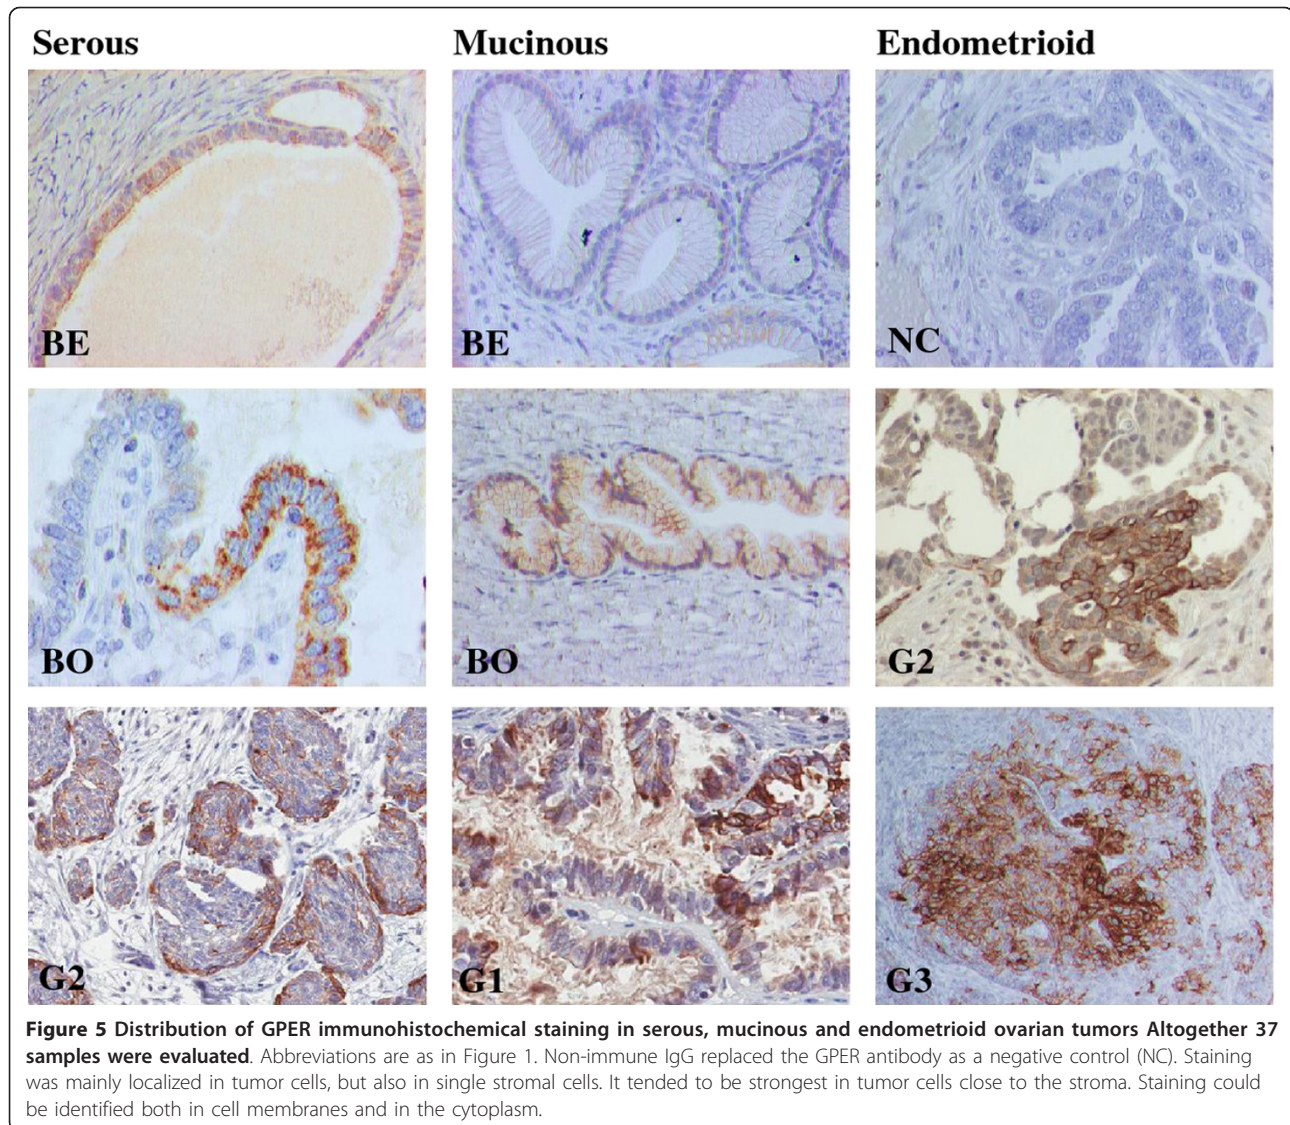 Serous Mucinous Endometrioid
BE BE NC
BO BO G2
G2 G1 G3
Figure 5 Distribution of GPER immunohistochemical staining in serous, mucinous and endometrioid ovarian tumors Altogether 37
samples were evaluated. Abbreviations are as in Figure 1. Non-immune IgG replaced the GPER antibody as a negative control (NC). Staining
was mainly localized in tumor cells, but also in single stromal cells. It tended to be strongest in tumor cells close to the stroma. Staining could
be identified both in cell membranes and in the cytoplasm.